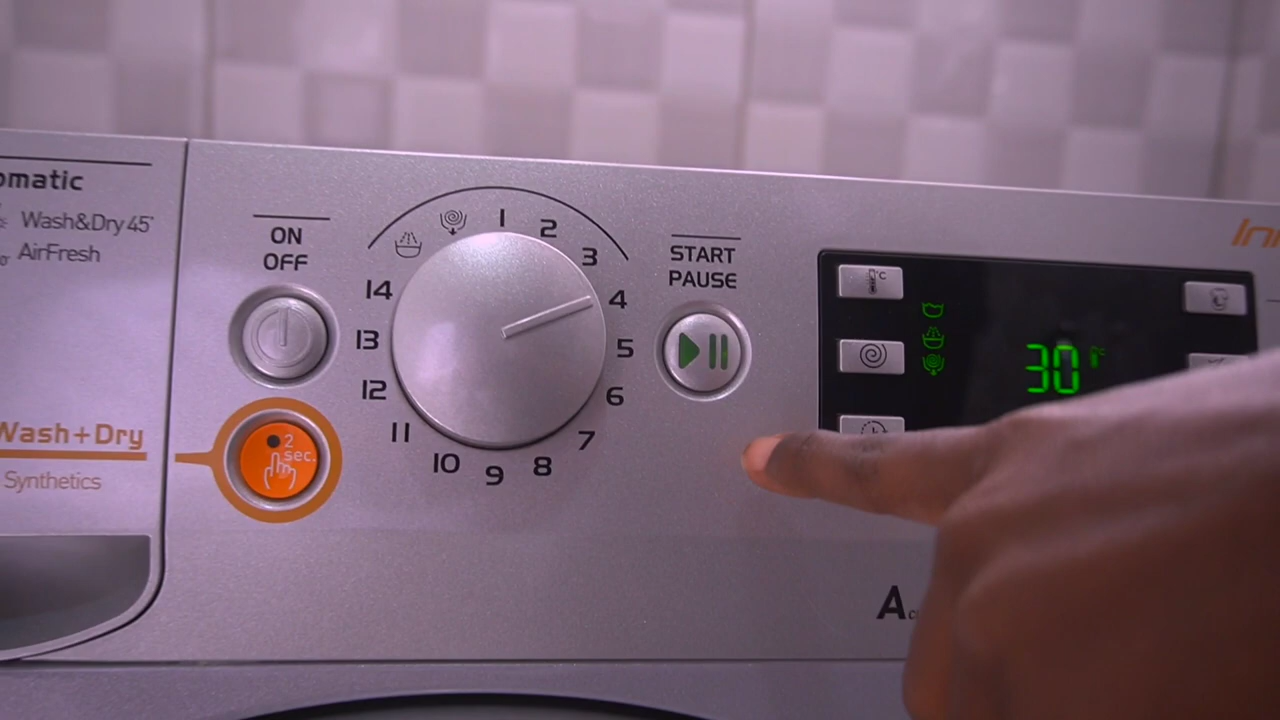 omatic
Wash&Dry 45'
AirFresh
Wash+Dry
Synthetics
ON
OFF
2
sec.
1
2
3
4
5
6
7
8
9
10
11
12
13
14
START
PAUSE
°C
30°C
A